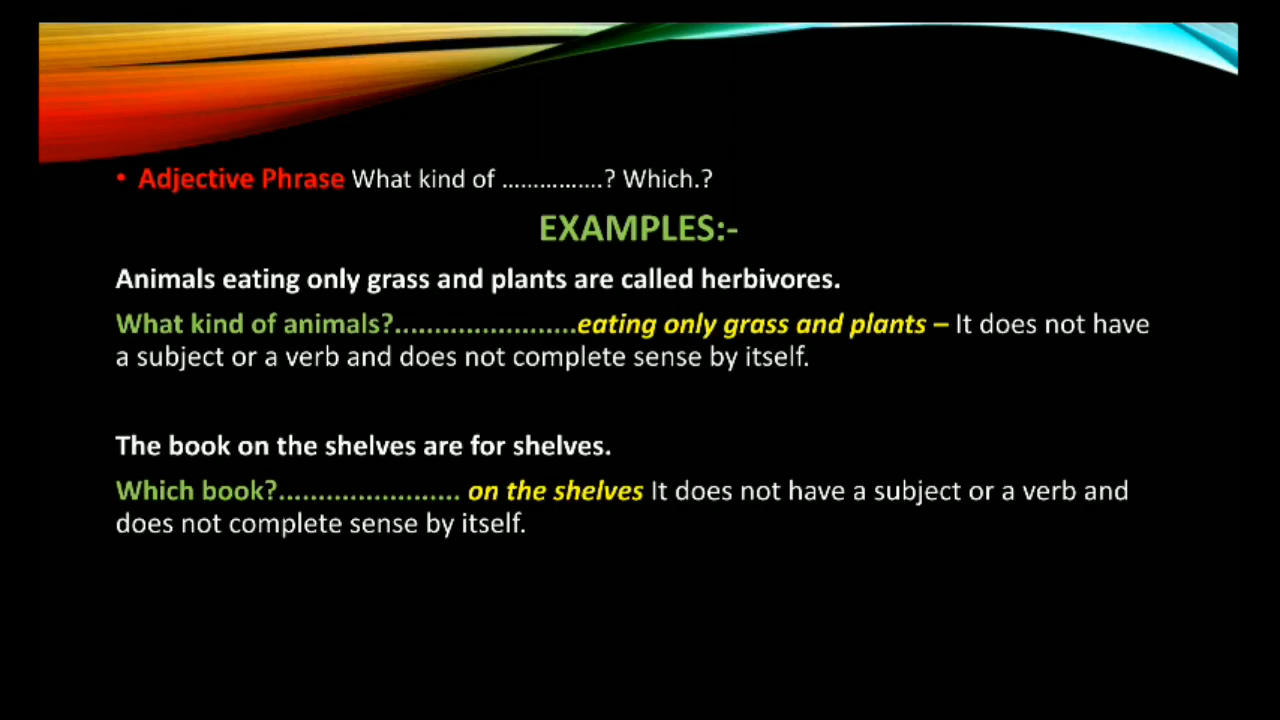 • Adjective Phrase What kind of …………….? Which.?
EXAMPLES:-
Animals eating only grass and plants are called herbivores.
What kind of animals?.......................eating only grass and plants – It does not have
a subject or a verb and does not complete sense by itself.
The book on the shelves are for shelves.
Which book?....................... on the shelves It does not have a subject or a verb and
does not complete sense by itself.